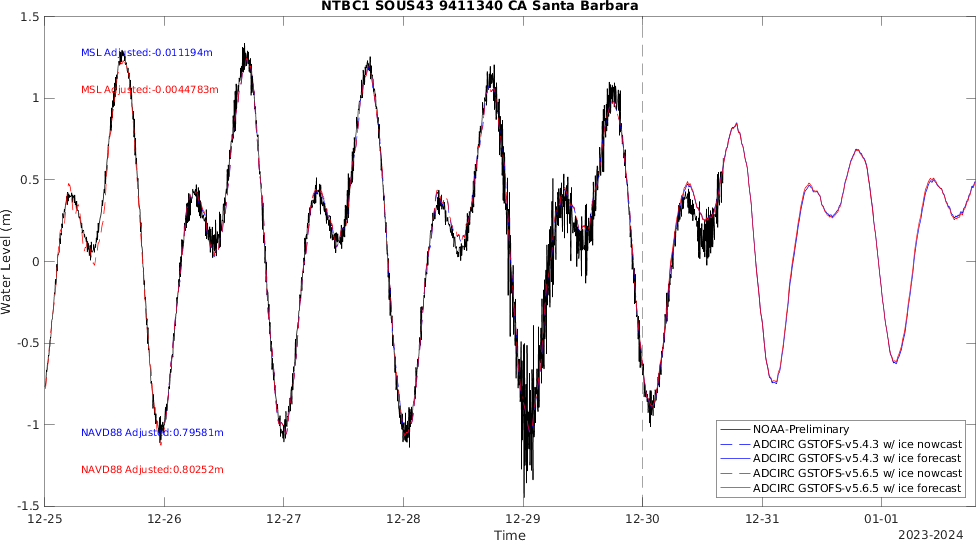 NTBC1 SOUS43 9411340 CA Santa Barbara
1.5
MSL Adjusted:-0.011194m
1
MSL Adjusted:-0.0044783m
0.5
Water Level (m)
0
-0.5
-1
NAVD88 Adjusted:0.79581m
NAVD88 Adjusted:0.80252m
-1.5
NOAA-Preliminary
ADCIRC GSTOFS-v5.4.3 w/ ice nowcast
ADCIRC GSTOFS-v5.4.3 w/ ice forecast
ADCIRC GSTOFS-v5.6.5 w/ ice nowcast
ADCIRC GSTOFS-v5.6.5 w/ ice forecast
12-25 12-26 12-27 12-28 12-29 12-30 12-31 01-01
Time
2023-2024